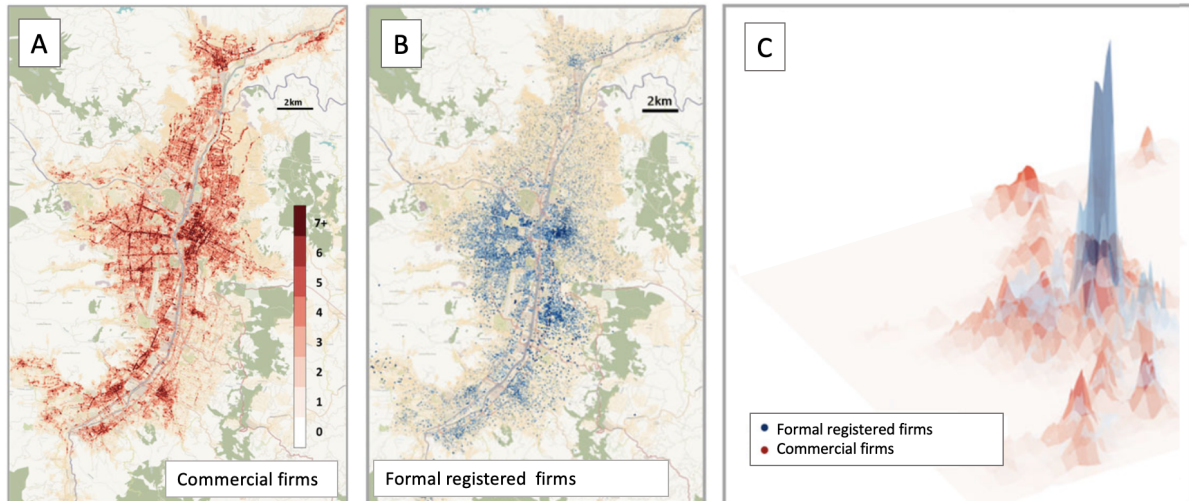 A
2km
7+
6
5
4
3
2
1
0
Commercial firms
B
2km
Formal registered firms
C
Formal registered firms
Commercial firms